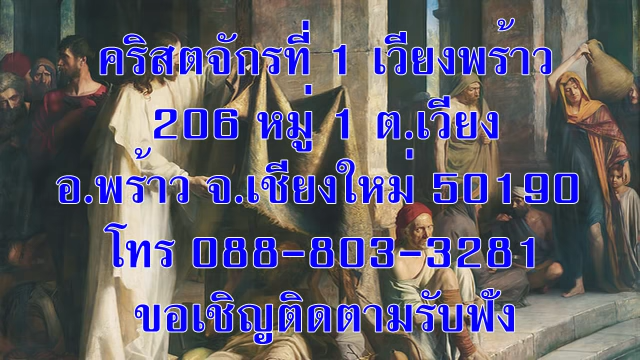 คริสตจักรที่ 1 เวียงพร้าว
206 หมู่ 1 ต.เวียง
อ.พร้าว จ.เชียงใหม่ 50190
โทร 088-803-3281
ขอเชิญติดตามรับฟัง